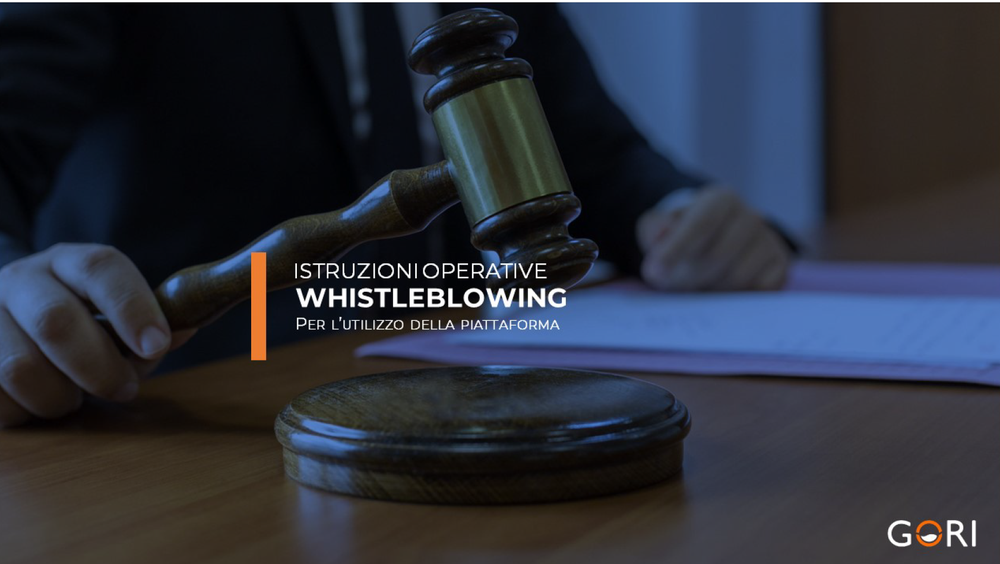 ISTRUZIONI OPERATIVE
WHISTLEBLOWING
PER L'UTILIZZO DELLA PIATTAFORMA
GORI